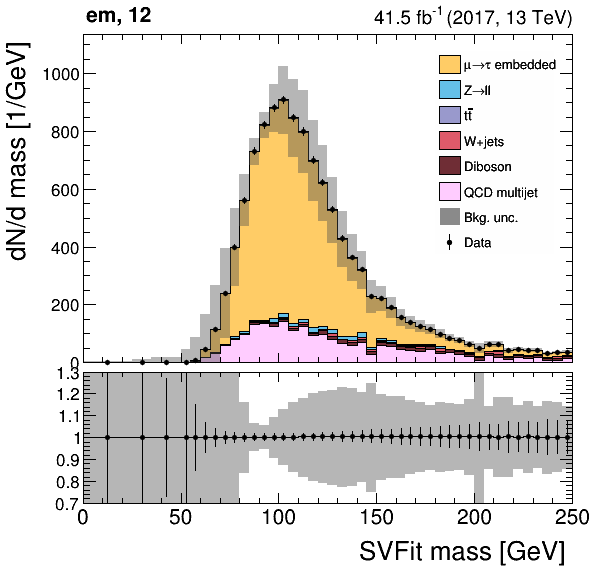 em, 12
41.5 fb⁻¹ (2017, 13 TeV)
dN/d mass [1/GeV]
1000
800
600
400
200
0
μ→τ embedded
Z→ll
tt̄
W+jets
Diboson
QCD multijet
Bkg. unc.
Data
1.3
1.2
1.1
1
0.9
0.8
0.7
0 50 100 150 200 250
SVFit mass [GeV]